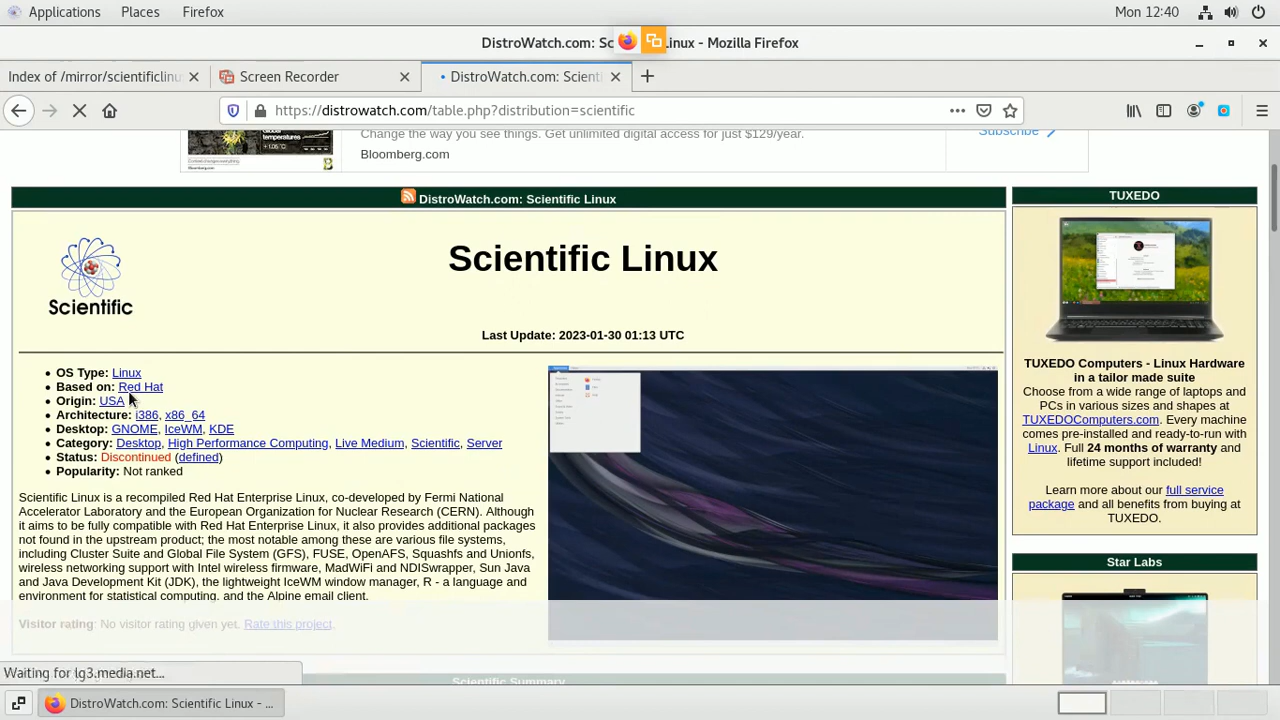 Applications Places Firefox Mon 12:40
DistroWatch.com: Sc Linux - Mozilla Firefox
Index of /mirror/scientificlinu Screen Recorder DistroWatch.com: Scienti
https://distrowatch.com/table.php?distribution=scientific
Change the way you see things. Get unlimited digital access for just $129/year.
Subscribe
Bloomberg.com
DistroWatch.com: Scientific Linux
Scientific
Scientific Linux
Last Update: 2023-01-30 01:13 UTC
OS Type: Linux
Based on: Red Hat
Origin: USA
Architecture: i386, x86_64
Desktop: GNOME, IceWM, KDE
Category: Desktop, High Performance Computing, Live Medium, Scientific, Server
Status: Discontinued (defined)
Popularity: Not ranked
Scientific Linux is a recompiled Red Hat Enterprise Linux, co-developed by Fermi National
Accelerator Laboratory and the European Organization for Nuclear Research (CERN). Although
it aims to be fully compatible with Red Hat Enterprise Linux, it also provides additional packages
not found in the upstream product; the most notable among these are various file systems,
including Cluster Suite and Global File System (GFS), FUSE, OpenAFS, Squashfs and Unionfs,
wireless networking support with Intel wireless firmware, MadWiFi and NDISwrapper, Sun Java
and Java Development Kit (JDK), the lightweight IceWM window manager, R - a language and
environment for statistical computing, and the Alpine email client.
Visitor rating: No visitor rating given yet. Rate this project.
Scientific Summary
TUXEDO
TUXEDO Computers - Linux Hardware
in a tailor made suite
Choose from a wide range of laptops and
PCs in various sizes and shapes at
TUXEDOComputers.com. Every machine
comes pre-installed and ready-to-run with
Linux. Full 24 months of warranty and
lifetime support included!
Learn more about our full service
package and all benefits from buying at
TUXEDO.
Star Labs
Waiting for lg3.media.net...
DistroWatch.com: Scientific Linux - ...